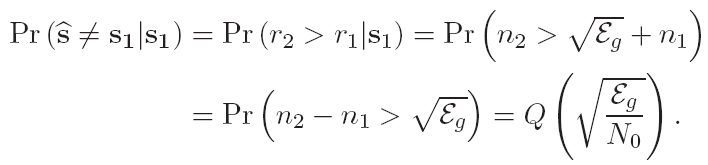 Pr (ŝ ≠ s₁|s₁) = Pr (r₂ > r₁|s₁) = Pr (n₂ > √ℰ_g + n₁)
= Pr (n₂ − n₁ > √ℰ_g) = Q (√(ℰ_g/N₀)).